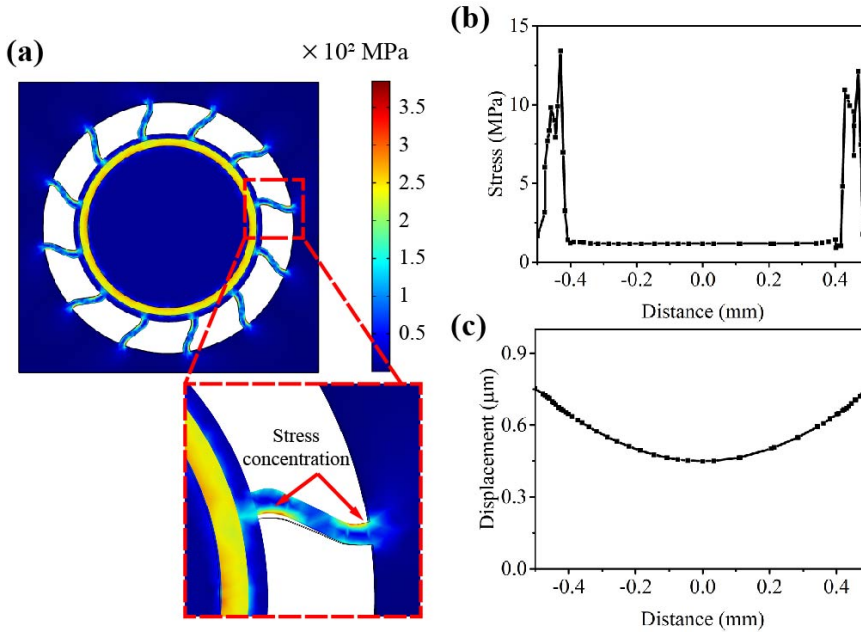 (a)
× 10² MPa
3.5
3
2.5
2
1.5
1
0.5
Stress
concentration
(b)
Stress (MPa)
15
10
5
0
-0.4 -0.2 0.0 0.2 0.4
Distance (mm)
(c)
Displacement (μm)
0.9
0.6
0.3
0.0
-0.4 -0.2 0.0 0.2 0.4
Distance (mm)